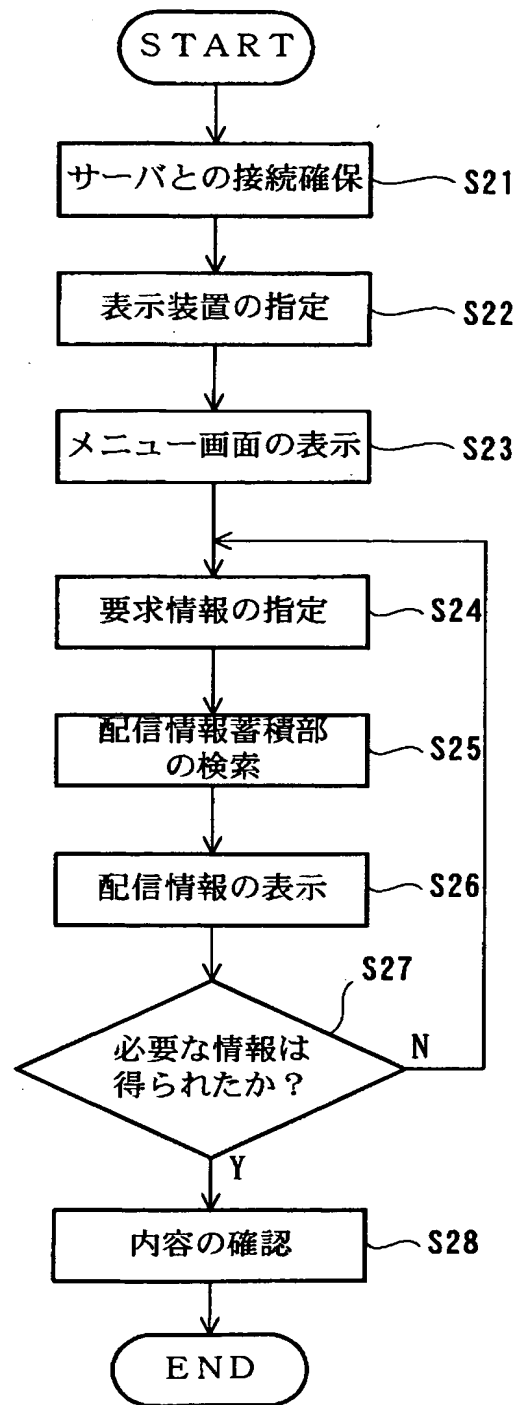 START
サーバとの接続確保
S21
表示装置の指定
S22
メニュー画面の表示
S23
要求情報の指定
S24
配信情報蓄積部
の検索
S25
配信情報の表示
S26
S27
必要な情報は
得られたか？
N
Y
内容の確認
S28
END